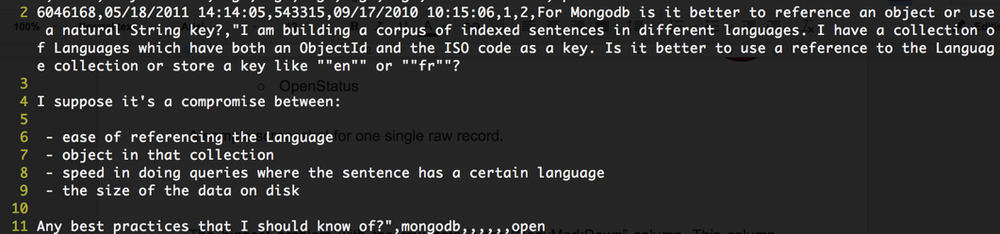 2 6046168,05/18/2011 14:14:05,543315,09/17/2010 10:15:06,1,2,For Mongodb is it better to reference an object or use
a natural String key?,"I am building a corpus of indexed sentences in different languages. I have a collection o
f Languages which have both an ObjectId and the ISO code as a key. Is it better to use a reference to the Languag
e collection or store a key like ""en"" or ""fr""?
3
OpenStatus
4 I suppose it's a compromise between:
5
6 - ease of referencing the Language
for one single raw record.
7 - object in that collection
8 - speed in doing queries where the sentence has a certain language
9 - the size of the data on disk
10
11 Any best practices that I should know of?",mongodb,,,,,,open